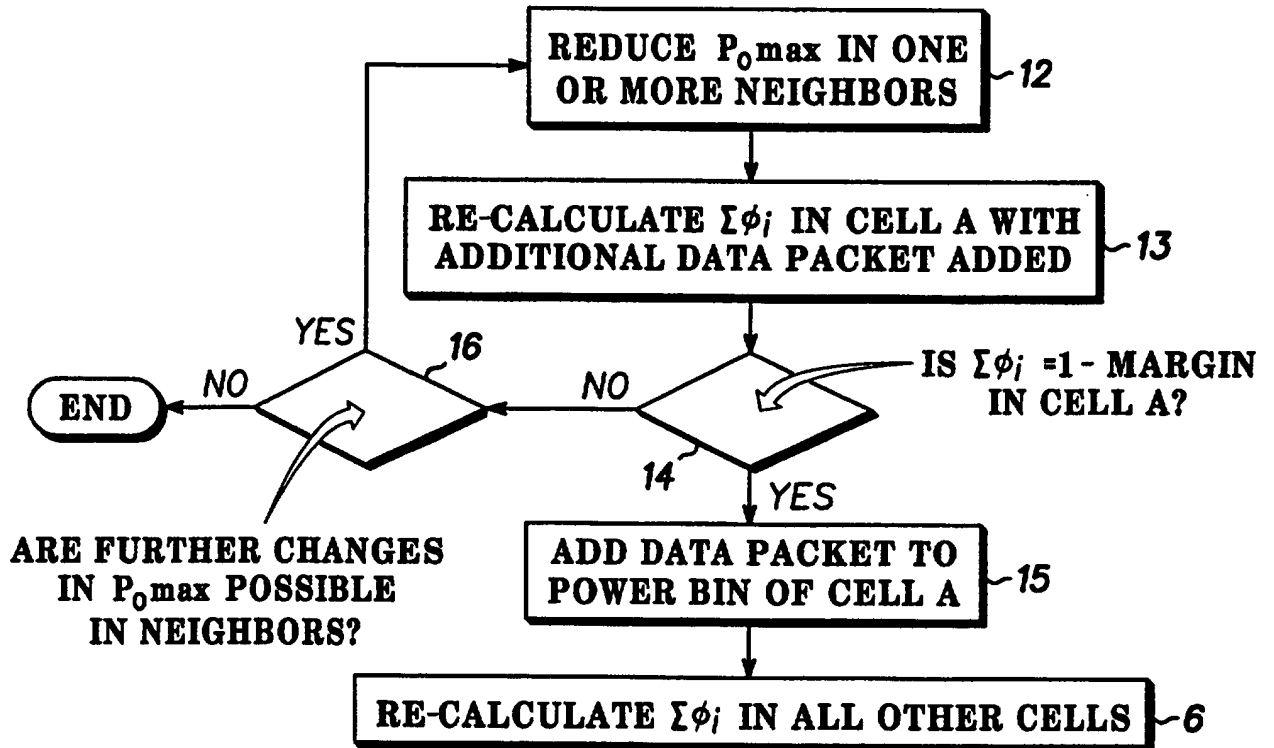 REDUCE P₀max IN ONE
OR MORE NEIGHBORS
12
RE-CALCULATE Σϕi IN CELL A WITH
ADDITIONAL DATA PACKET ADDED
13
YES
16
NO
END
NO
IS Σϕi =1- MARGIN
IN CELL A?
14
YES
ARE FURTHER CHANGES
IN P₀max POSSIBLE
IN NEIGHBORS?
ADD DATA PACKET TO
POWER BIN OF CELL A
15
RE-CALCULATE Σϕi IN ALL OTHER CELLS
6